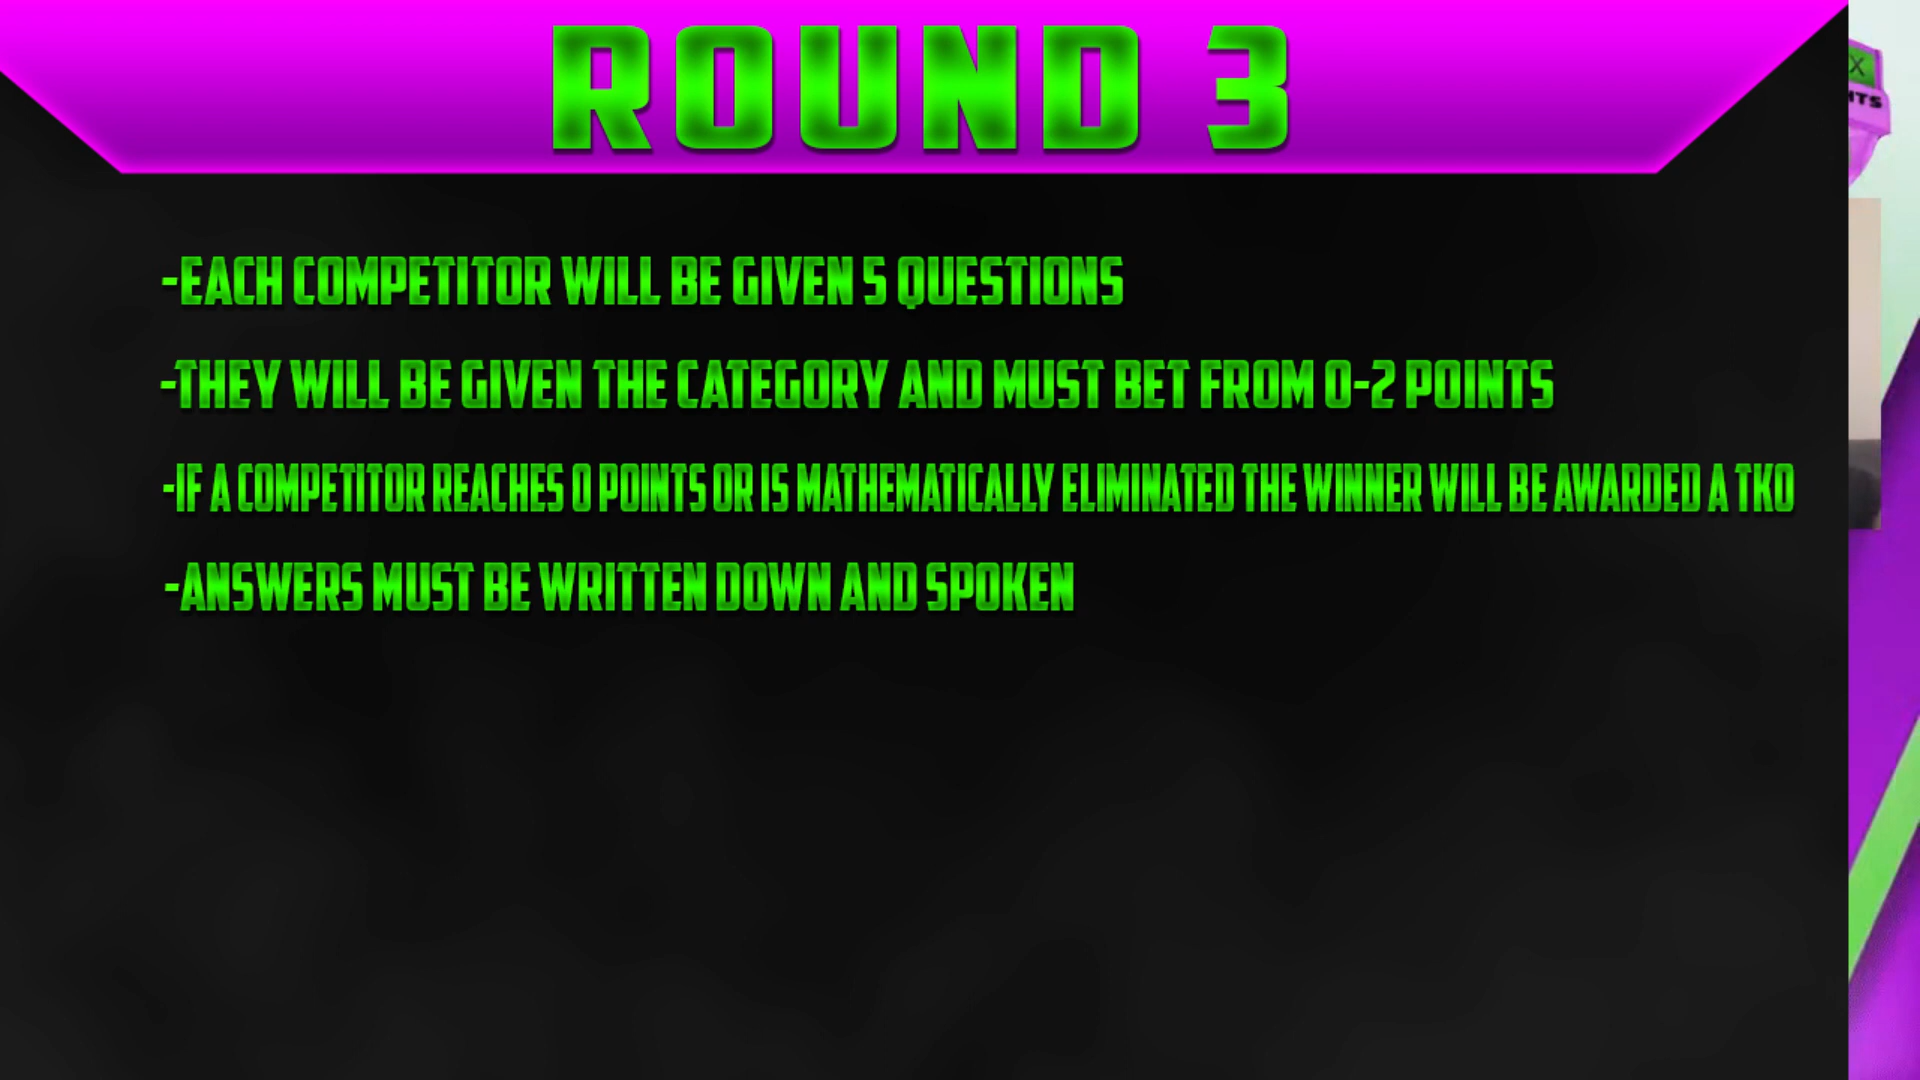 ROUND 3
-EACH COMPETITOR WILL BE GIVEN 5 QUESTIONS
-THEY WILL BE GIVEN THE CATEGORY AND MUST BET FROM 0-2 POINTS
-IF A COMPETITOR REACHES 0 POINTS OR IS MATHEMATICALLY ELIMINATED THE WINNER WILL BE AWARDED A TKO
-ANSWERS MUST BE WRITTEN DOWN AND SPOKEN